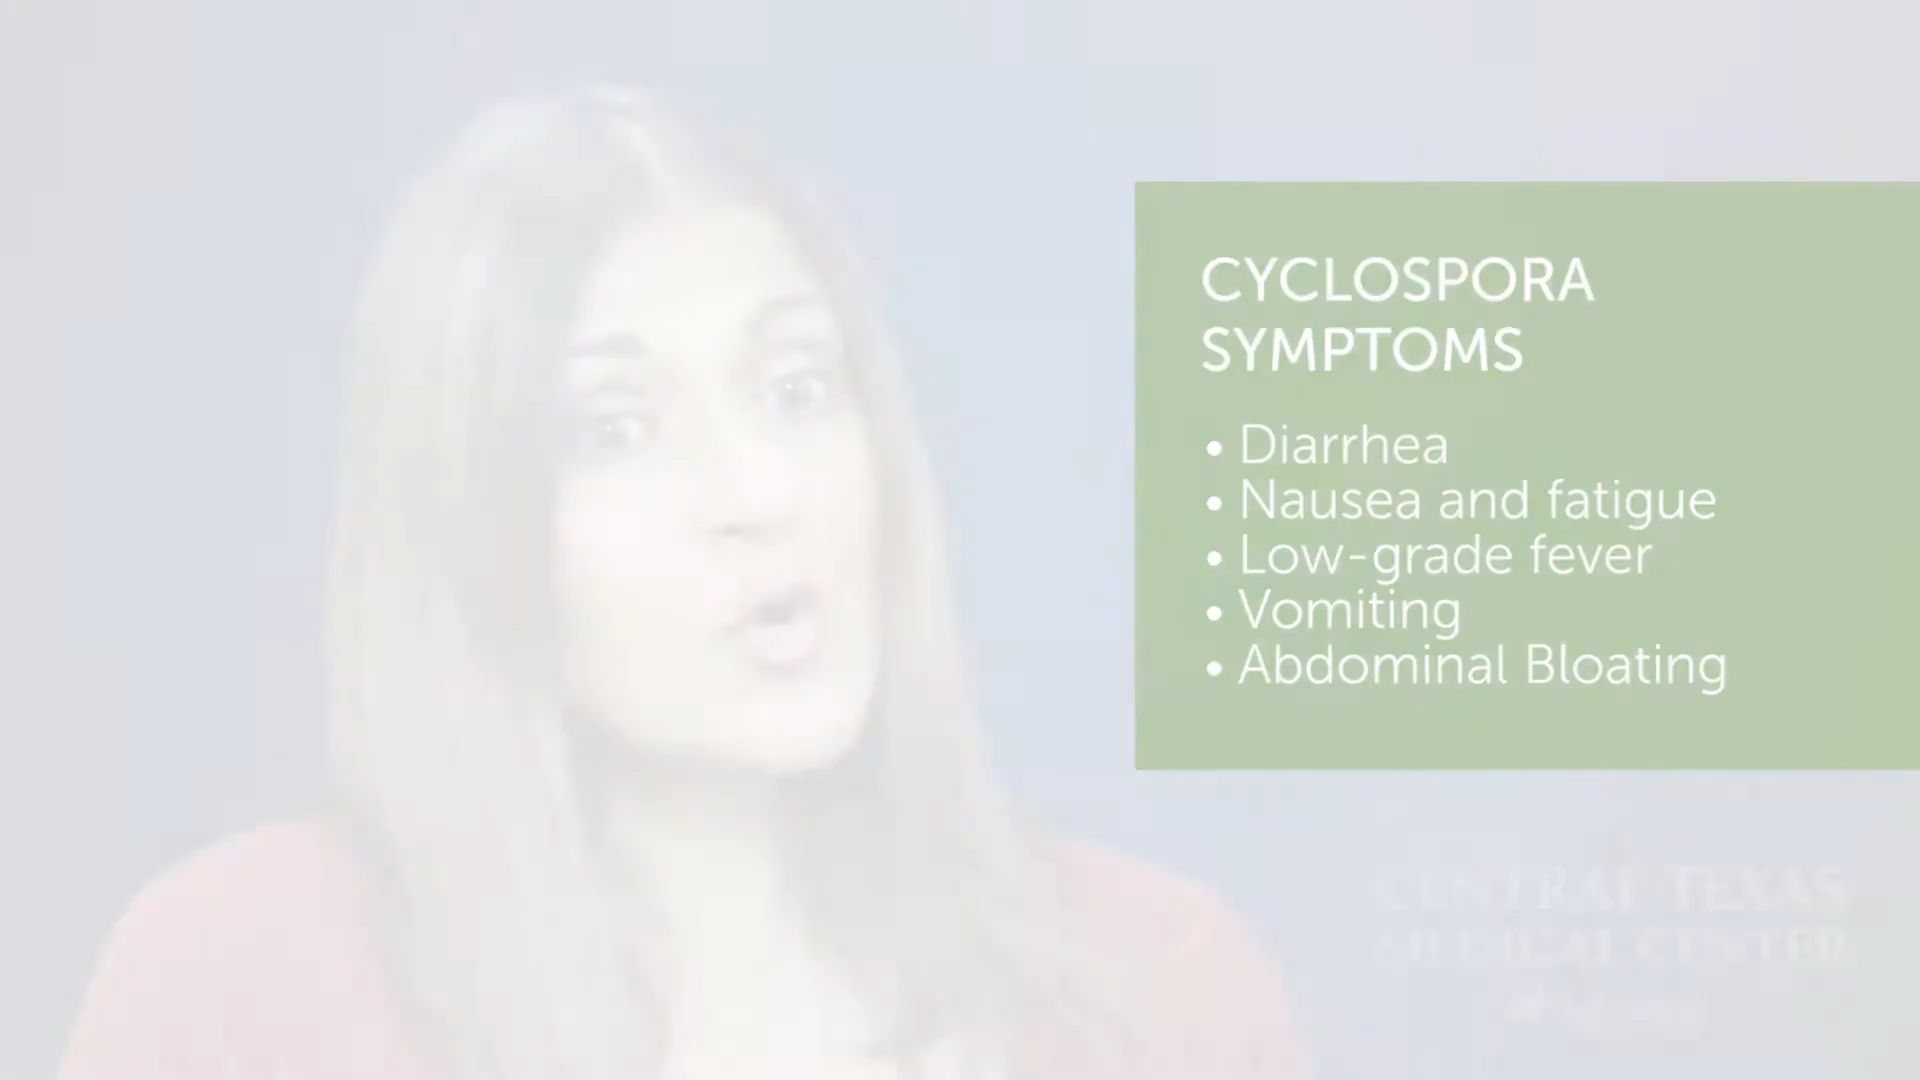 CYCLOSPORA
SYMPTOMS
• Diarrhea
• Nausea and fatigue
• Low-grade fever
• Vomiting
• Abdominal Bloating
CENTRAL TEXAS
MEDICAL CENTER